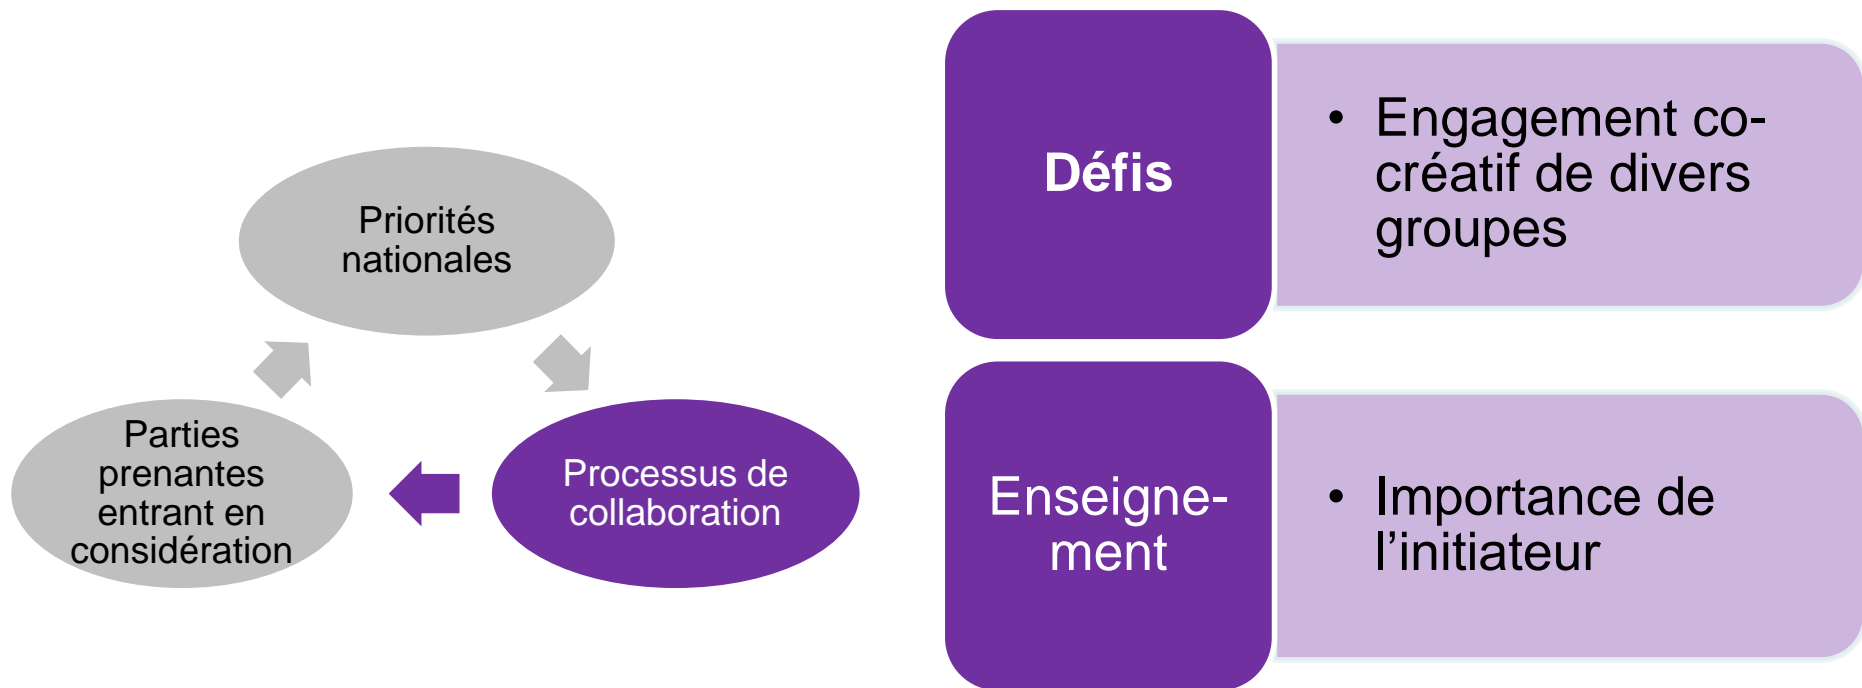 Priorités
nationales
Processus de
collaboration
Parties
prenantes
entrant en
considération
Défis
• Engagement co-
créatif de divers
groupes
Enseigne-
ment
• Importance de
l’initiateur